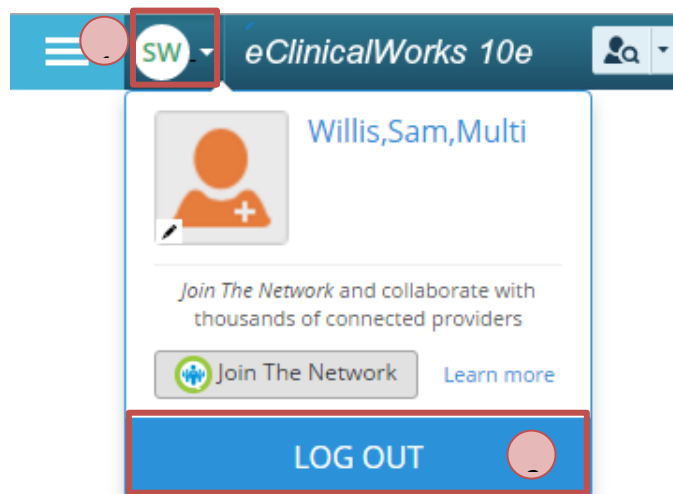 SW
eClinicalWorks 10e
Willis,Sam,Multi
Join The Network and collaborate with
thousands of connected providers
Join The Network
Learn more
LOG OUT